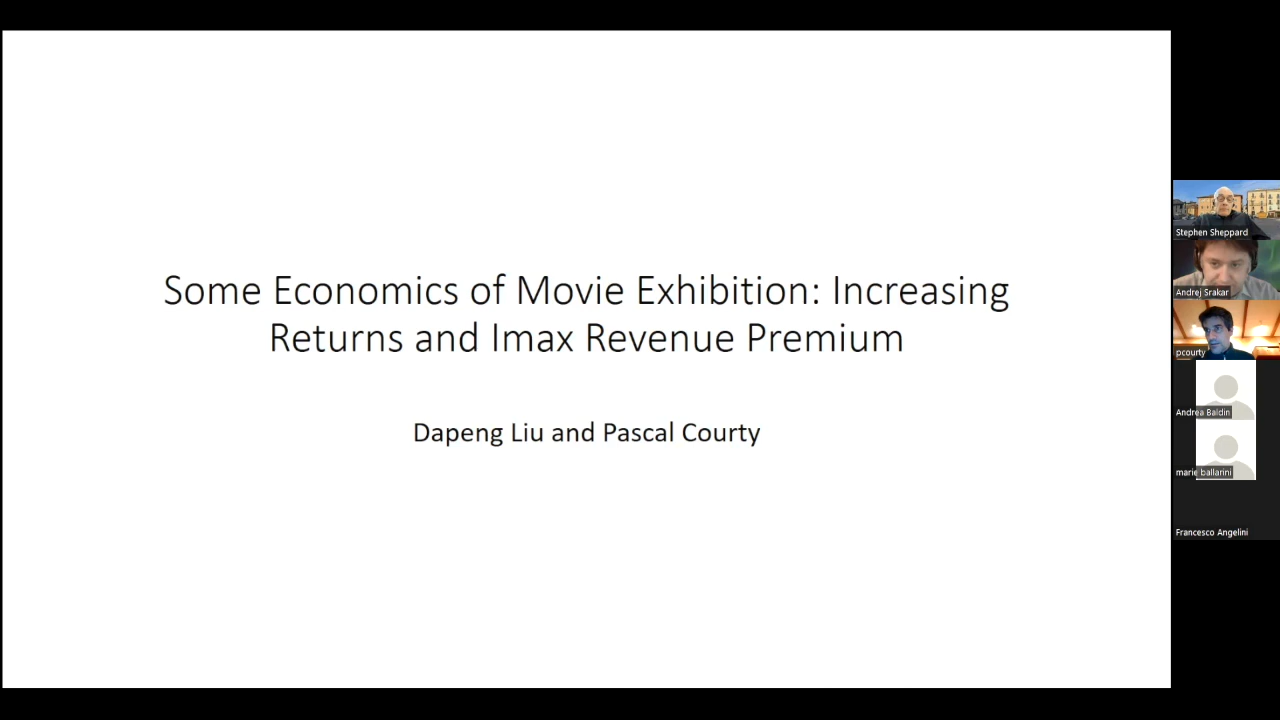 Some Economics of Movie Exhibition: Increasing
Returns and Imax Revenue Premium
Dapeng Liu and Pascal Courty
Stephen Sheppard
Andrej Srakar
pcourty
Andrea Baldin
marie ballarini
Francesco Angelini